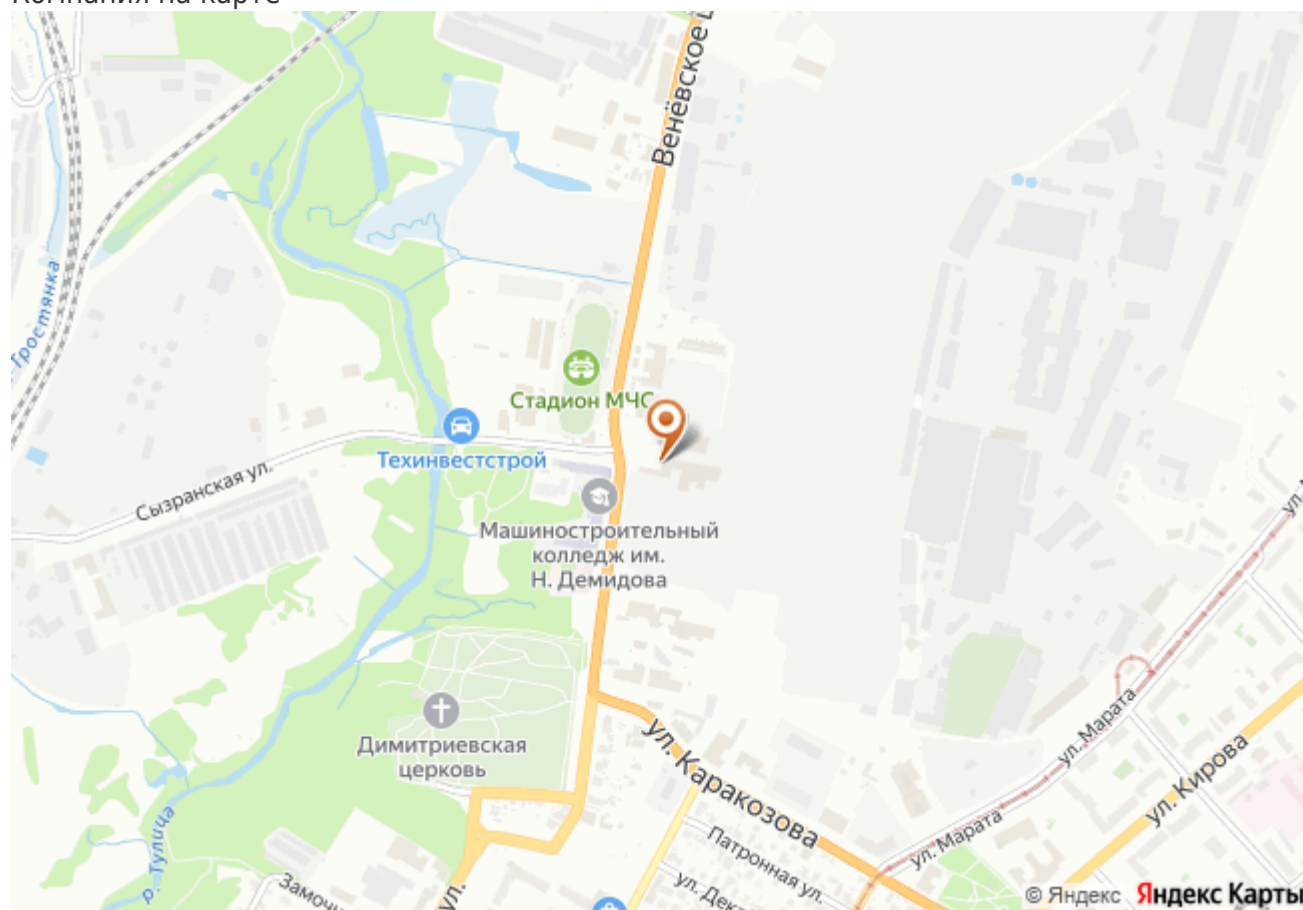 Компания на карте
Венёвское
Тростянка
Стадион МЧС
Техинвестстрой
Сызранская ул.
Машиностроительный
колледж им.
Н. Демидова
Димитриевская
церковь
ул. Каракозова
ул. Марата
ул. Кирова
ул. Марата
Патронная ул.
р. Тулица
ул.
ул.
© Яндекс Яндекс Карты